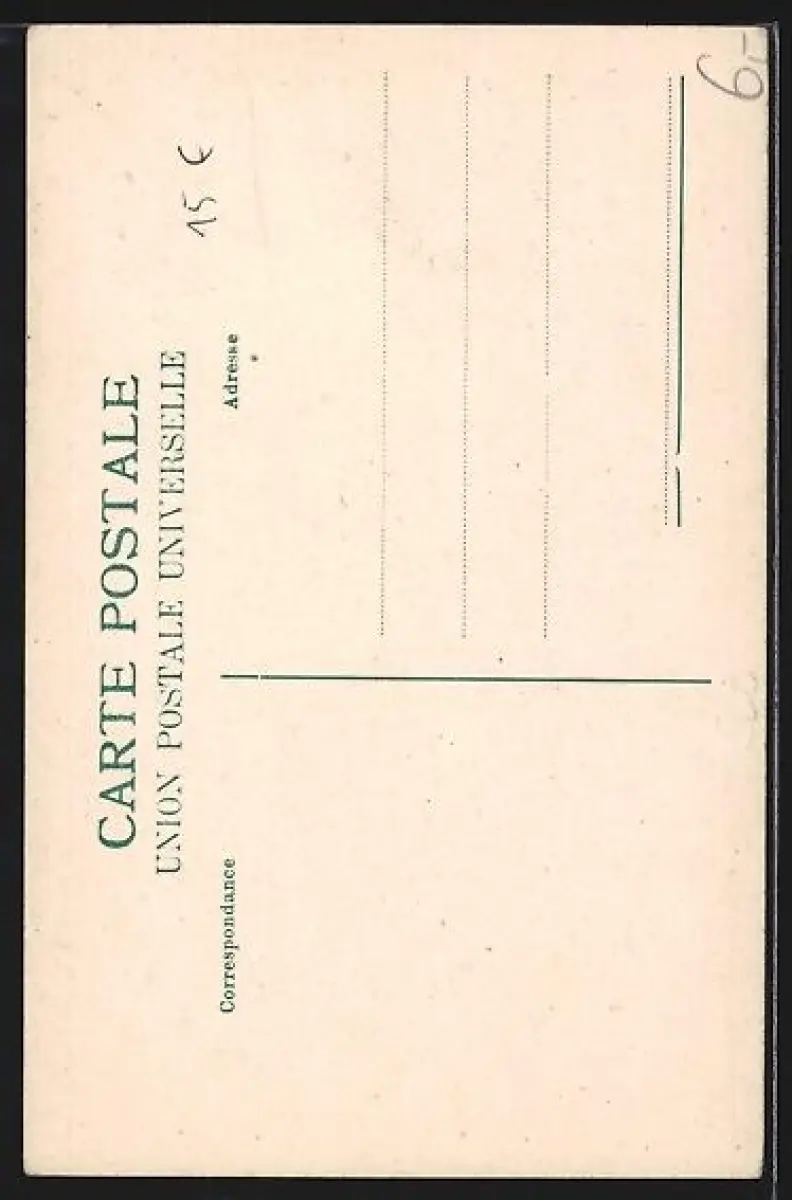 CARTE POSTALE
UNION POSTALE UNIVERSELLE
Correspondance
Adresse
15 €
6,-